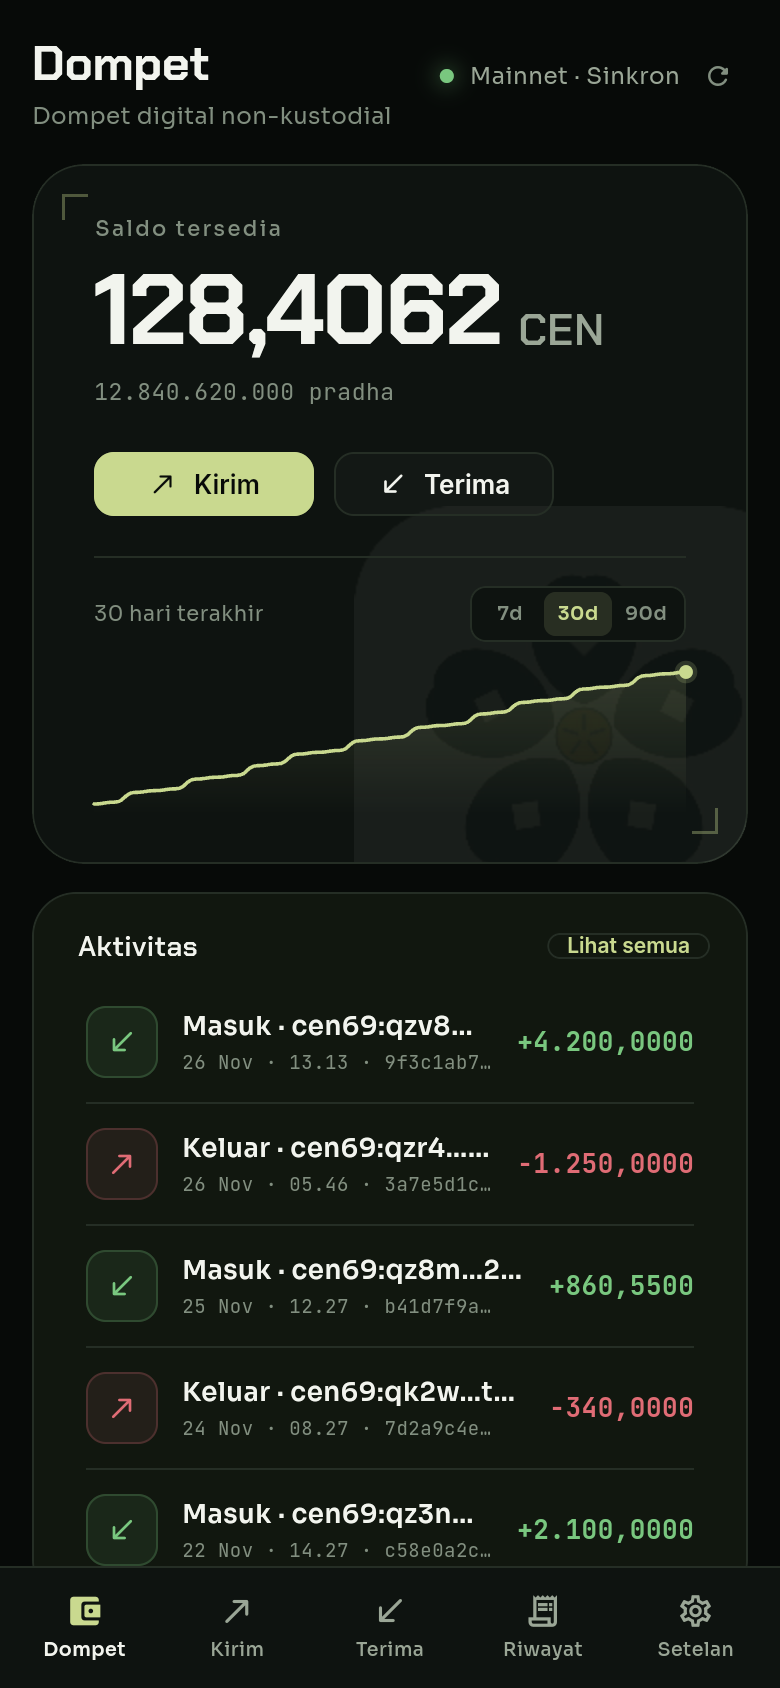 Dompet
Mainnet · Sinkron
Dompet digital non-kustodial
Saldo tersedia
128,4062 CEN
12.840.620.000 pradha
Kirim
Terima
30 hari terakhir
7d
30d
90d
Aktivitas
Lihat semua
Masuk · cen69:qzv8...
+4.200,0000
26 Nov · 13.13 · 9f3c1ab7…
Keluar · cen69:qzr4......
-1.250,0000
26 Nov · 05.46 · 3a7e5d1c…
Masuk · cen69:qz8m...2...
+860,5500
25 Nov · 12.27 · b41d7f9a…
Keluar · cen69:qk2w...t...
-340,0000
24 Nov · 08.27 · 7d2a9c4e…
Masuk · cen69:qz3n...
+2.100,0000
22 Nov · 14.27 · c58e0a2c…
Dompet
Kirim
Terima
Riwayat
Setelan